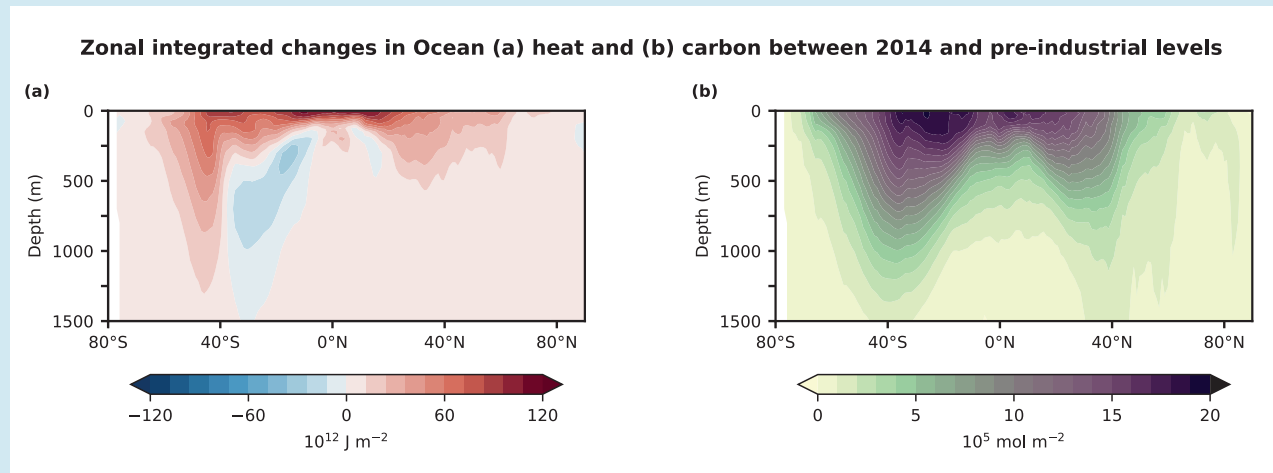 Zonal integrated changes in Ocean (a) heat and (b) carbon between 2014 and pre-industrial levels
(a)
0
500
1000
1500
Depth (m)
80°S 40°S 0°N 40°N 80°N
−120 −60 0 60 120
10¹² J m⁻²
(b)
0
500
1000
1500
Depth (m)
80°S 40°S 0°N 40°N 80°N
0 5 10 15 20
10⁵ mol m⁻²